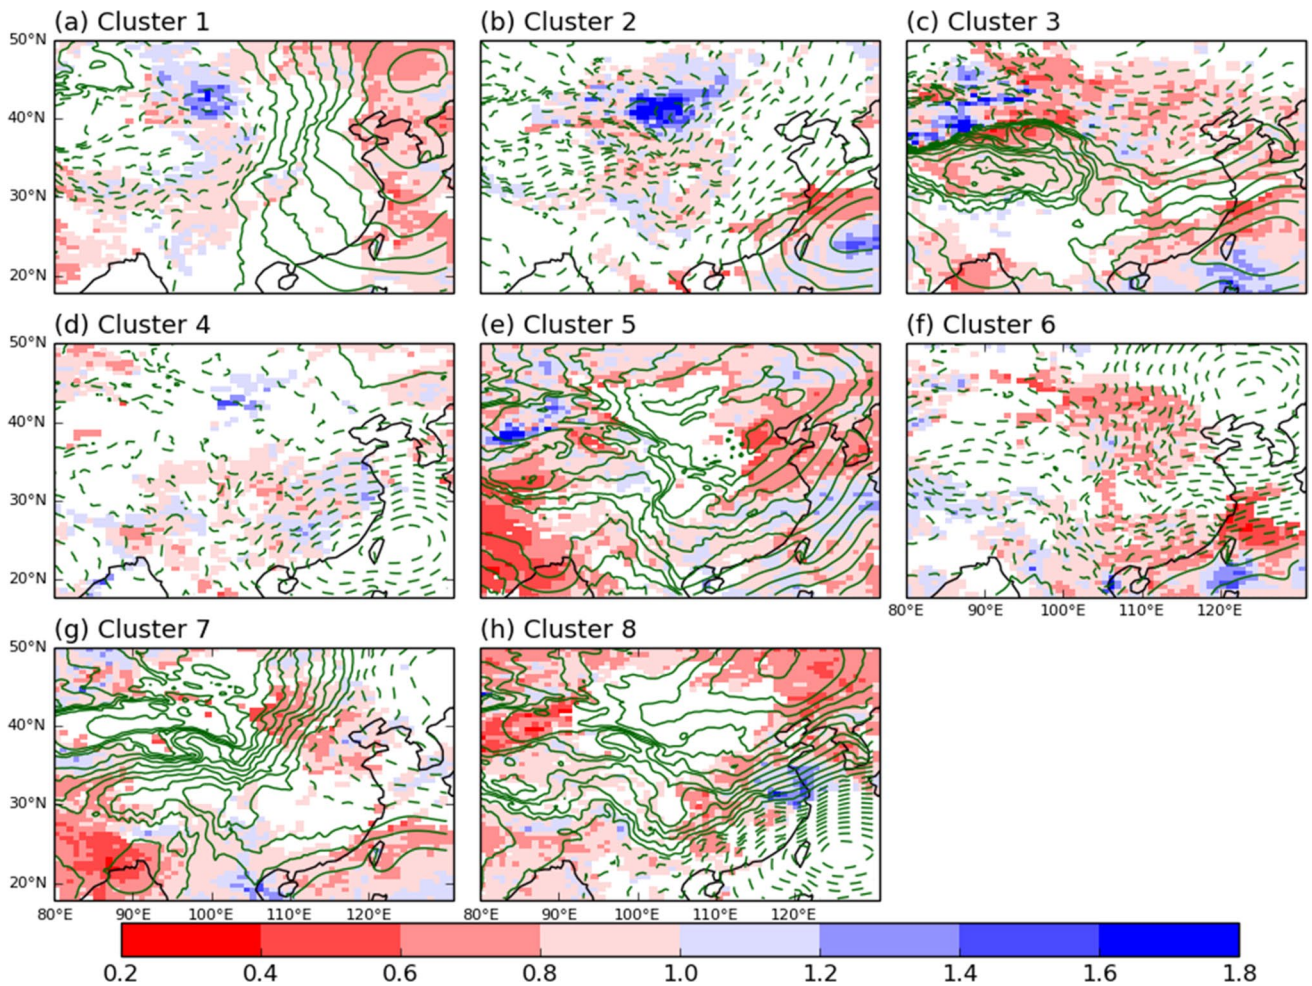 (a) Cluster 1
(b) Cluster 2
(c) Cluster 3
50°N
40°N
30°N
20°N
(d) Cluster 4
(e) Cluster 5
(f) Cluster 6
50°N
40°N
30°N
20°N
80°E 90°E 100°E 110°E 120°E
(g) Cluster 7
(h) Cluster 8
50°N
40°N
30°N
20°N
80°E 90°E 100°E 110°E 120°E
80°E 90°E 100°E 110°E 120°E
0.2 0.4 0.6 0.8 1.0 1.2 1.4 1.6 1.8